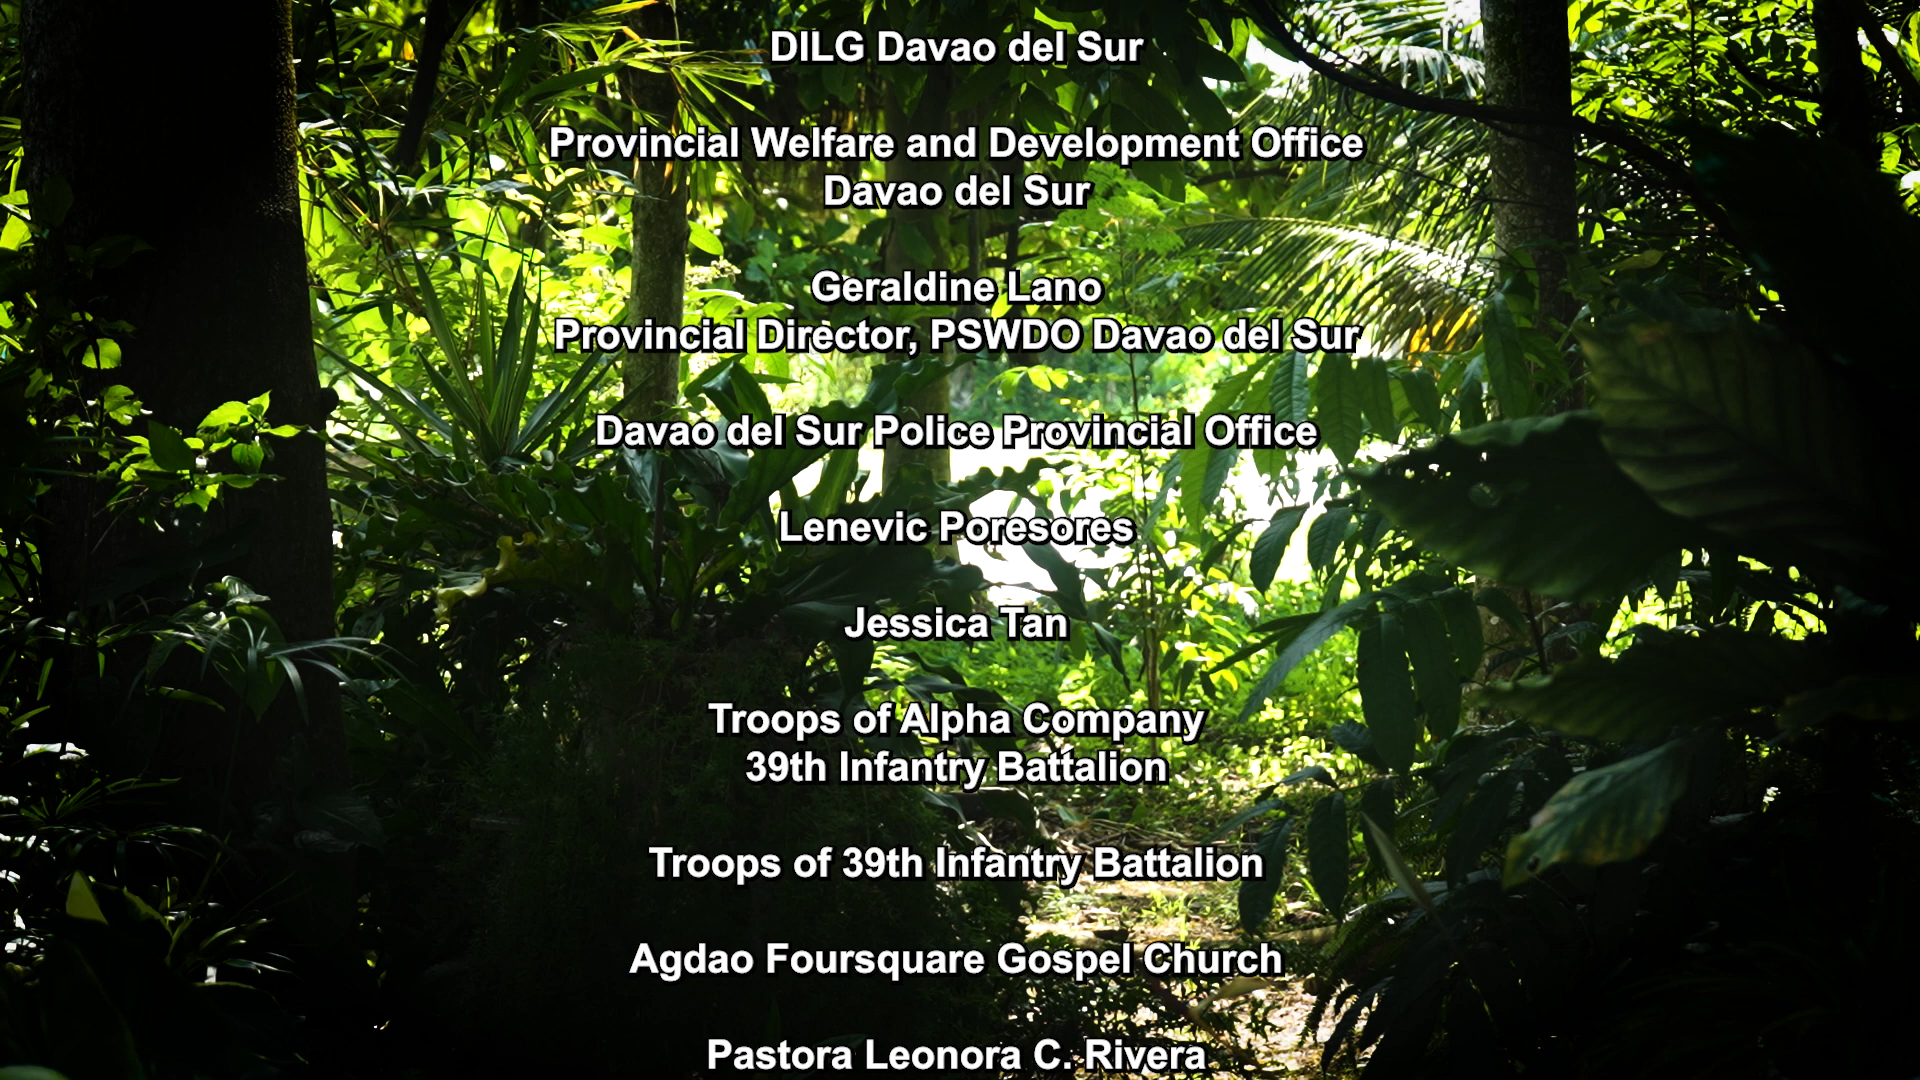 DILG Davao del Sur
Provincial Welfare and Development Office
Davao del Sur
Geraldine Lano
Provincial Director, PSWDO Davao del Sur
Davao del Sur Police Provincial Office
Lenevic Poresores
Jessica Tan
Troops of Alpha Company
39th Infantry Battalion
Troops of 39th Infantry Battalion
Agdao Foursquare Gospel Church
Pastora Leonora C. Rivera